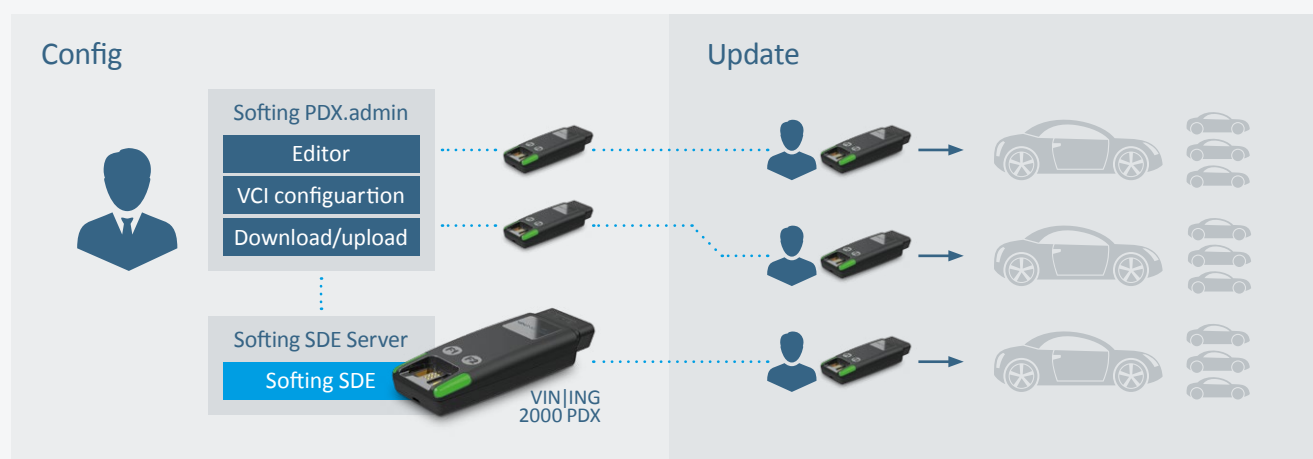 Config
Softing PDX.admin
Editor
VCI configuartion
Download/upload
Softing SDE Server
Softing SDE
VIN|ING
2000 PDX
Update